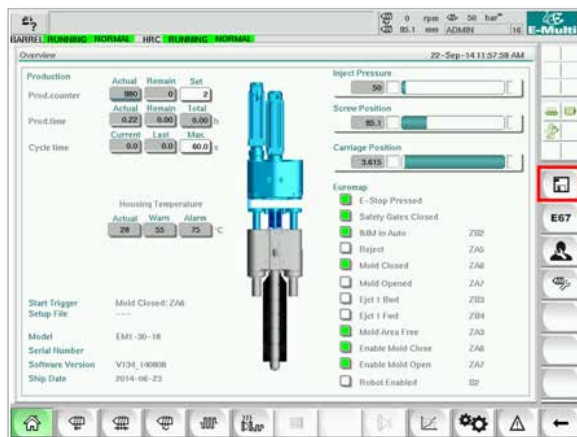 0 rpm 50 bar"
85.1 mm ADMIN 16
E-Multi
BARREL RUNNING NORMAL HRC RUNNING NORMAL
Overview 22-Sep-14 11:57:58 AM
Production
Actual Remain Set
Prod.counter 980 0 2
Actual Remain Total
Prod.time 0.22 0.00 0.00 h
Current Last Max.
Cycle time 0.0 0.0 60.0 s
Housing Temperature
Actual Warn Alarm
28 55 75 °C
Start Trigger Mold Closed: ZA6
Setup File ----
Model EM1-30-18
Serial Number
Software Version V134_140808
Ship Date 2014-06-23
Inject Pressure
50
Screw Position
85.1
Carriage Position
3.615
Euromap
E-Stop Pressed
Safety Gates Closed
IMM in Auto ZB2
Reject ZA5
Mold Closed ZA6
Mold Opened ZA7
Ejct 1 Bwd ZB3
Ejct 1 Fwd ZB4
Mold Area Free ZA3
Enable Mold Close ZA6
Enable Mold Open ZA7
Robot Enabled B2
E67